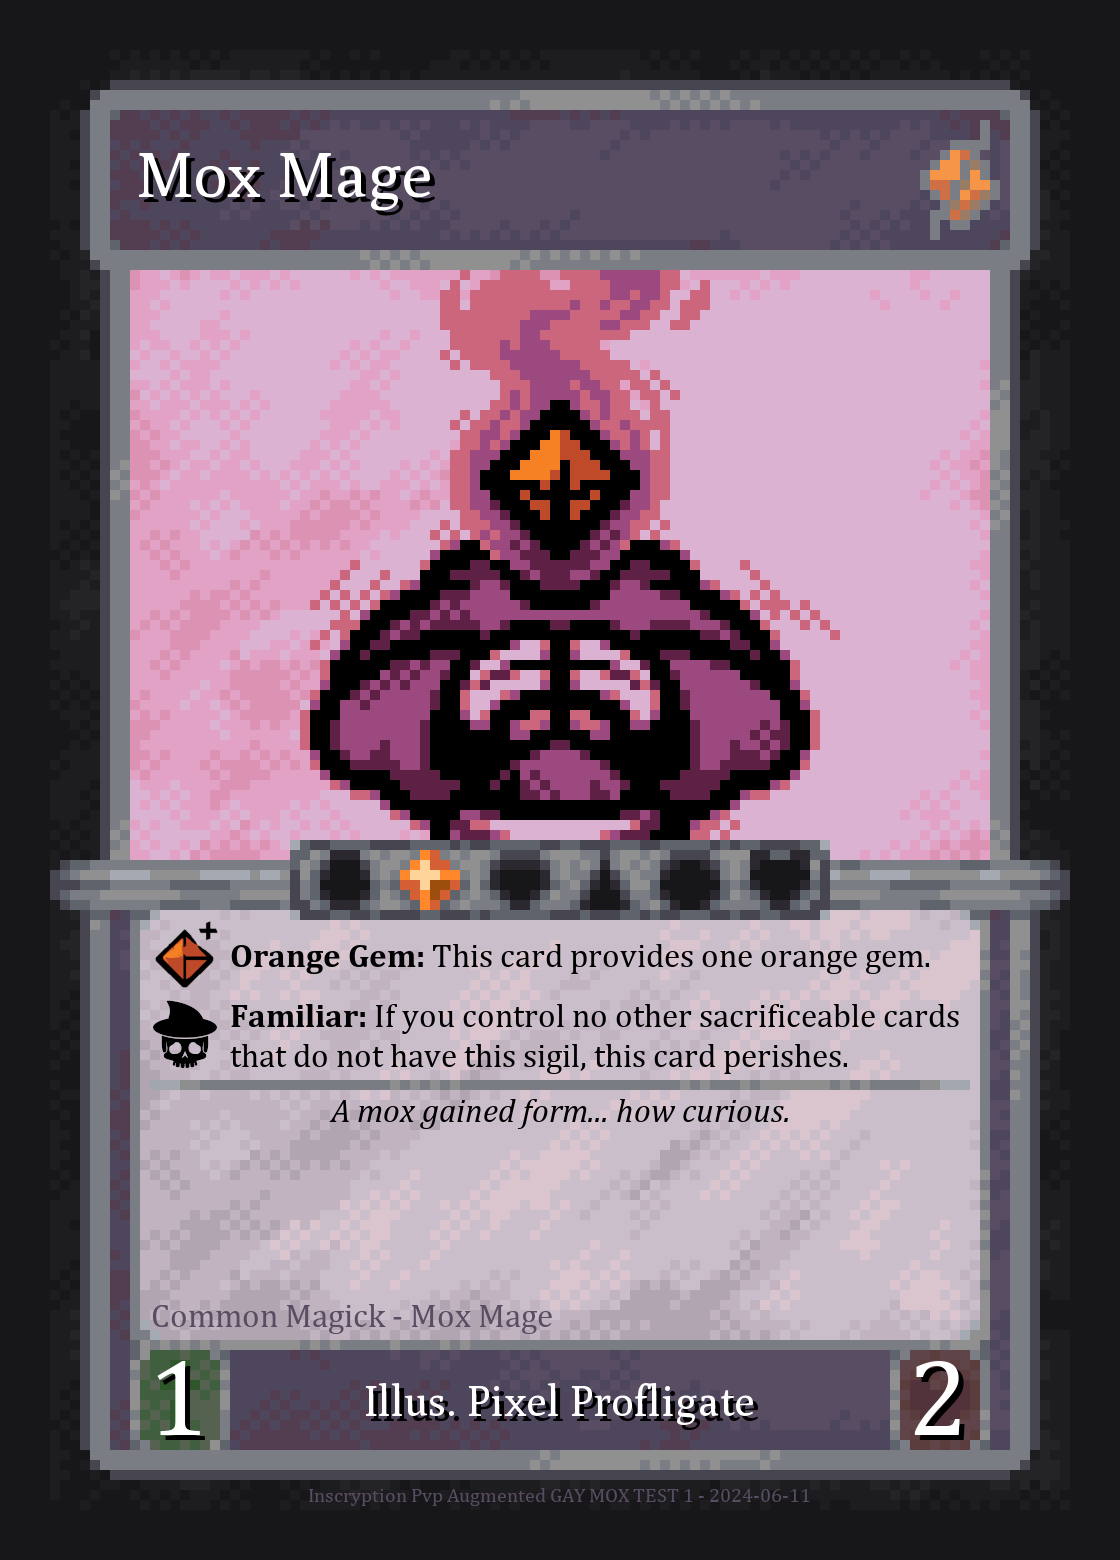 Mox Mage
Orange Gem: This card provides one orange gem.
Familiar: If you control no other sacrificeable cards
that do not have this sigil, this card perishes.
A mox gained form... how curious.
Common Magick - Mox Mage
1
Illus. Pixel Profligate
2
Inscryption Pvp Augmented GAY MOX TEST 1 - 2024-06-11